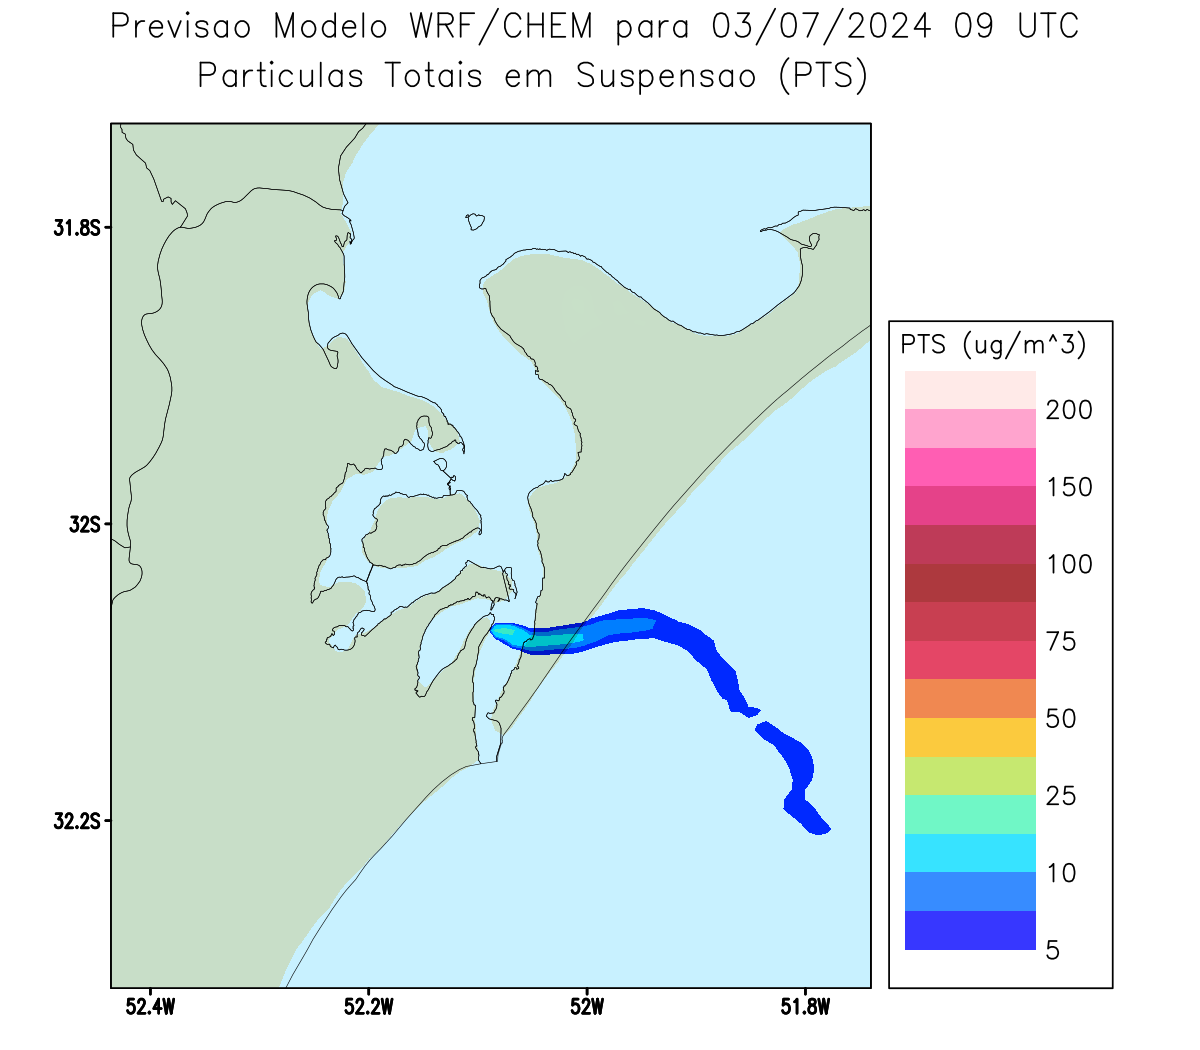 Previsao Modelo WRF/CHEM para 03/07/2024 09 UTC
Particulas Totais em Suspensao (PTS)
31.8S
32S
32.2S
52.4W
52.2W
52W
51.8W
PTS (ug/m^3)
200
150
100
75
50
25
10
5